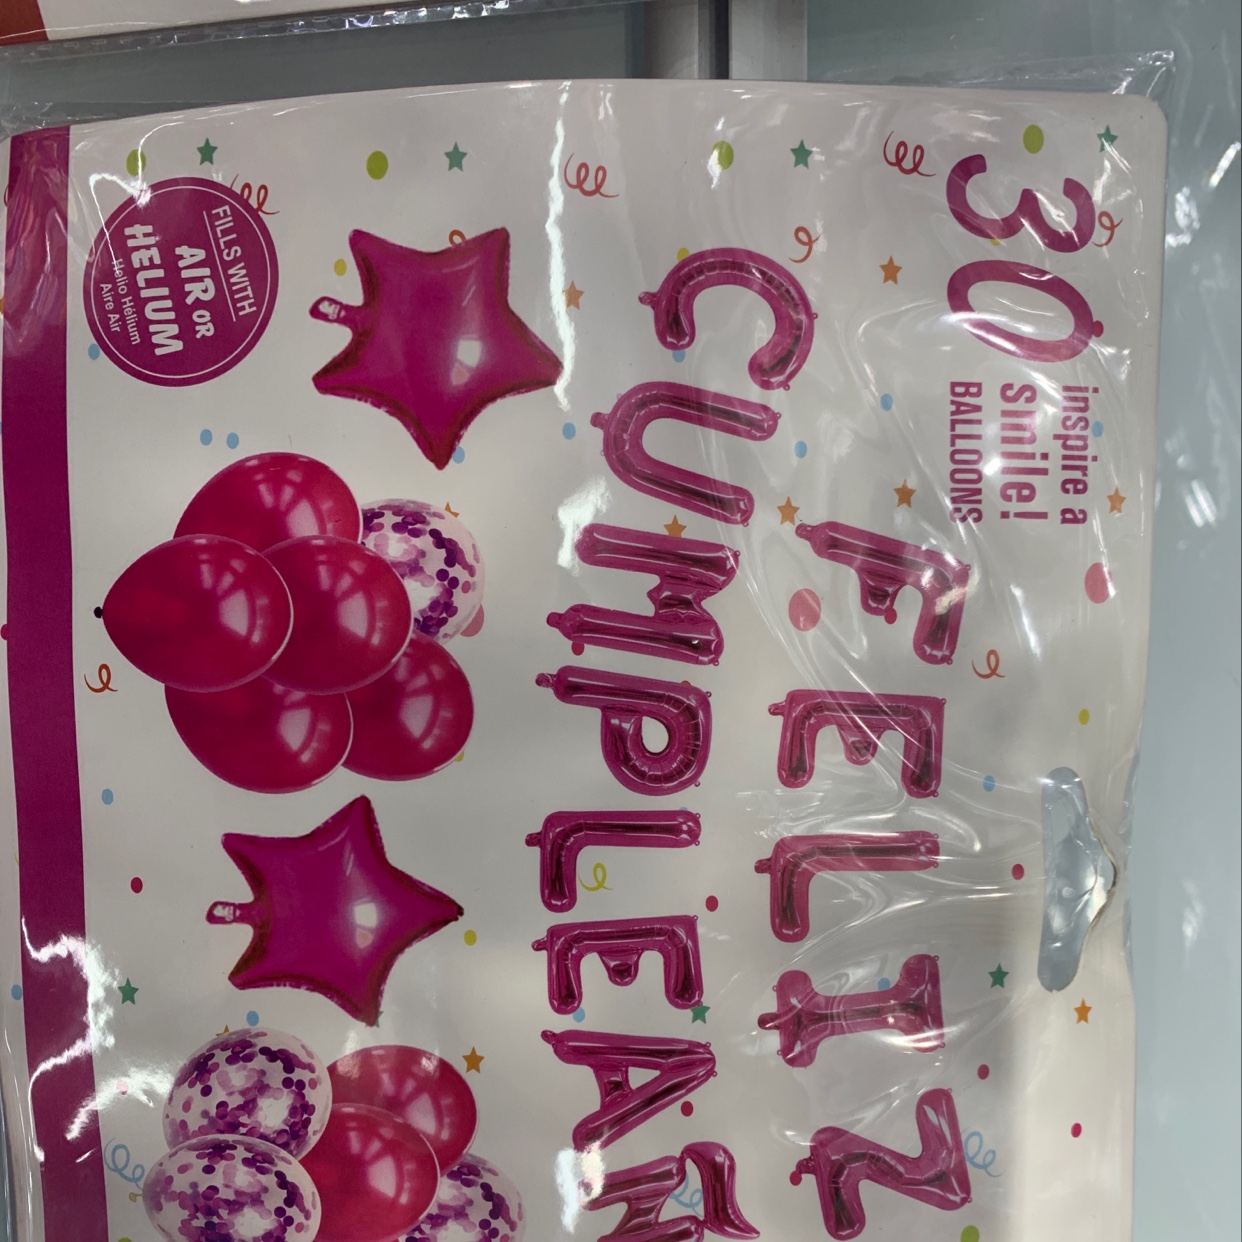 30
inspire a
smile!
BALLOONS
FELIZ
CUMPLEAÑ
FILLS WITH
AIR OR
HELIUM
Helio Hélium
Aire Air